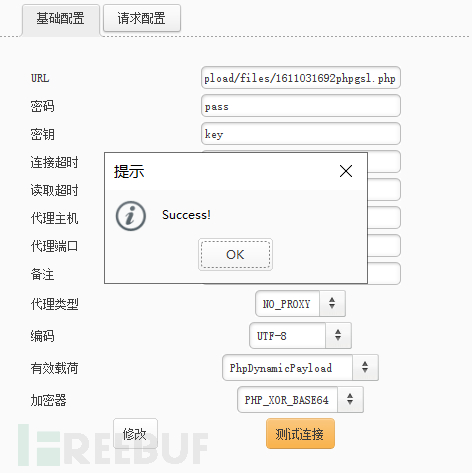 基础配置 请求配置
URL pload/files/1611031692phpgsl.php
密码 pass
密钥 key
连接超时
提示
读取超时
Success!
代理主机
代理端口
OK
备注
代理类型 NO_PROXY
编码 UTF-8
有效载荷 PhpDynamicPayload
加密器 PHP_XOR_BASE64
修改 测试连接
FREEBUF